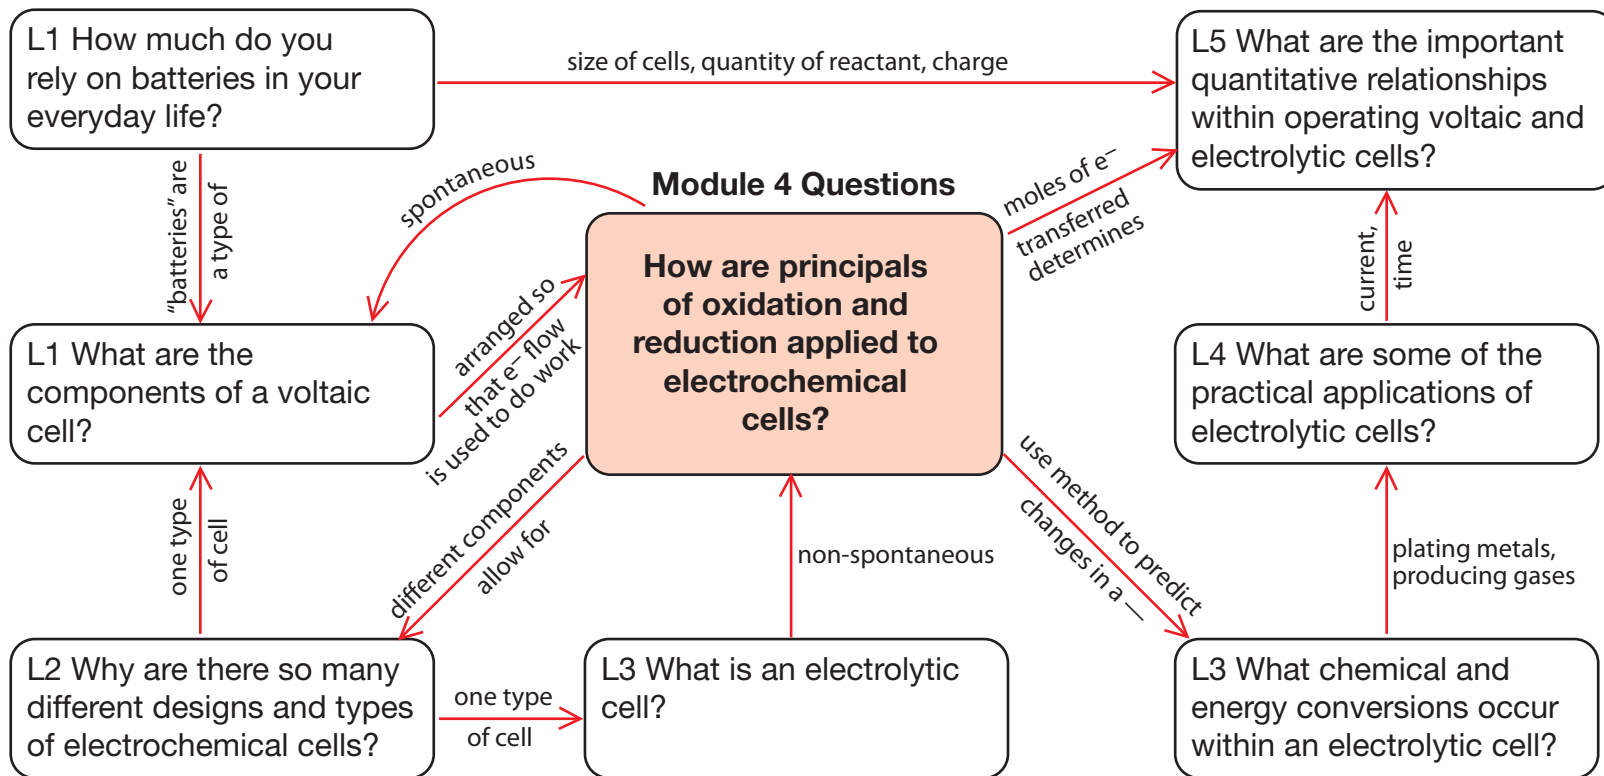 L1 How much do you
rely on batteries in your
everyday life?
size of cells, quantity of reactant, charge
L5 What are the important
quantitative relationships
within operating voltaic and
electrolytic cells?
“batteries” are
a type of
spontaneous
Module 4 Questions
moles of e⁻
transferred
determines
How are principals
of oxidation and
reduction applied to
electrochemical
cells?
current,
time
L1 What are the
components of a voltaic
cell?
arranged so
that e⁻ flow
is used to do work
L4 What are some of the
practical applications of
electrolytic cells?
one type
of cell
different components
allow for
non-spontaneous
use method to predict
changes in a __
plating metals,
producing gases
L2 Why are there so many
different designs and types
of electrochemical cells?
one type
of cell
L3 What is an electrolytic
cell?
L3 What chemical and
energy conversions occur
within an electrolytic cell?